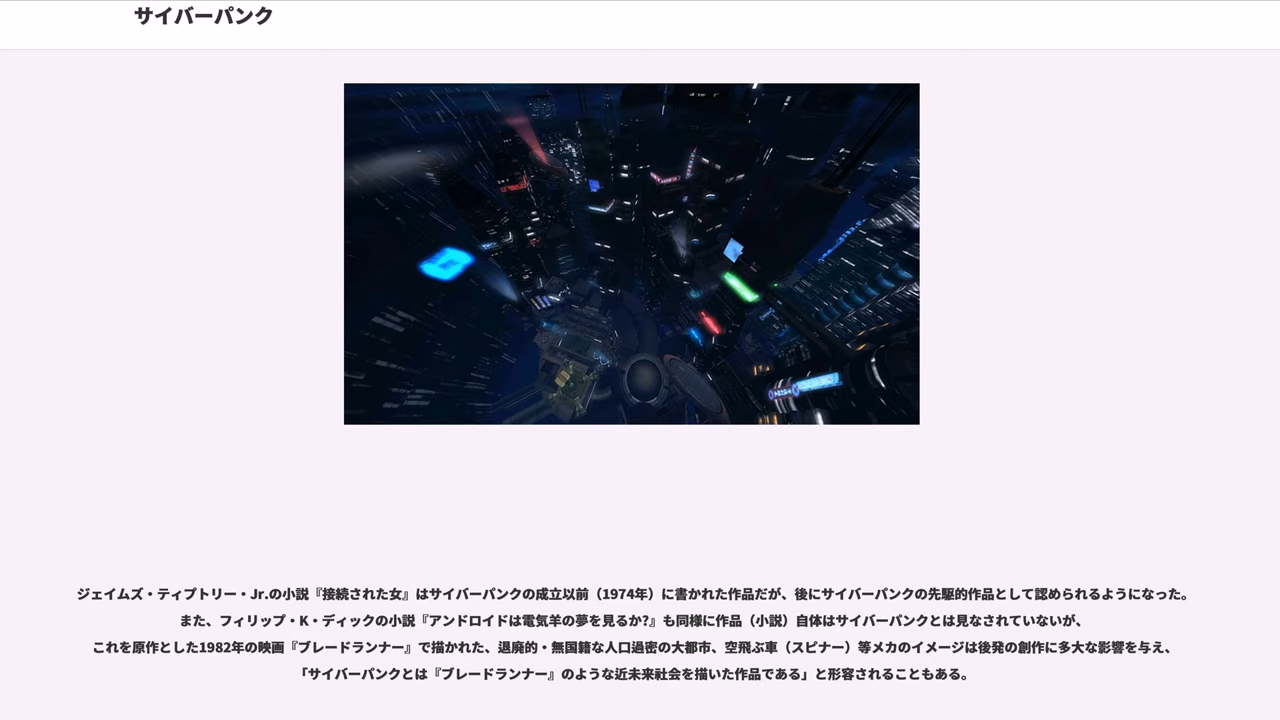 サイバーパンク
ジェイムズ・ティプトリー・Jr.の小説『接続された女』はサイバーパンクの成立以前（1974年）に書かれた作品だが、後にサイバーパンクの先駆的作品として認められるようになった。
また、フィリップ・K・ディックの小説『アンドロイドは電気羊の夢を見るか?』も同様に作品（小説）自体はサイバーパンクとは見なされていないが、
これを原作とした1982年の映画『ブレードランナー』で描かれた、退廃的・無国籍な人口過密の大都市、空飛ぶ車（スピナー）等メカのイメージは後発の創作に多大な影響を与え、
「サイバーパンクとは『ブレードランナー』のような近未来社会を描いた作品である」と形容されることもある。